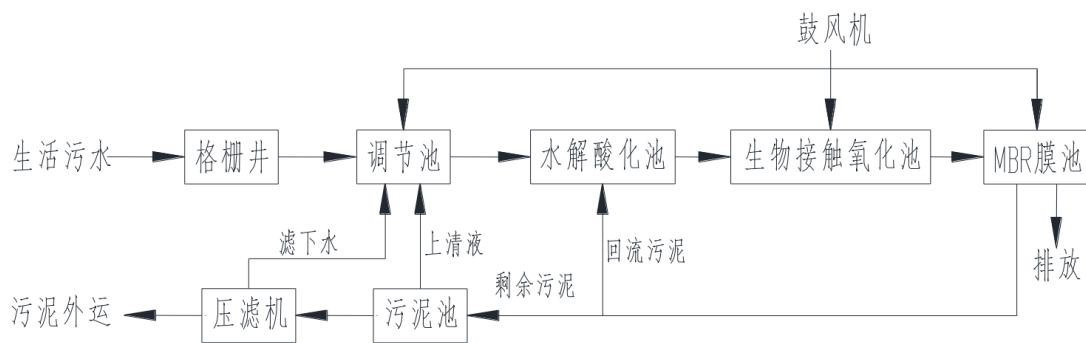 鼓风机
生活污水
格栅井
调节池
水解酸化池
生物接触氧化池
MBR膜池
滤下水
上清液
回流污泥
剩余污泥
排放
污泥外运
压滤机
污泥池